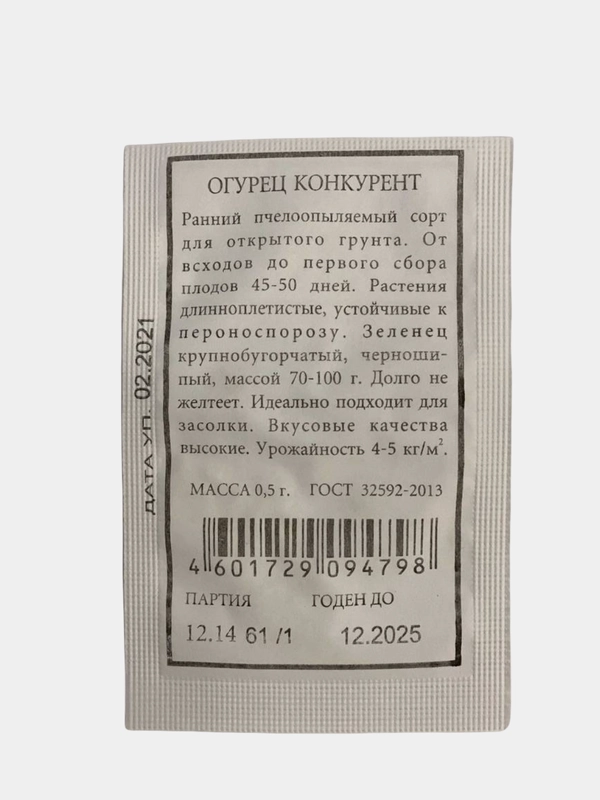 ОГУРЕЦ КОНКУРЕНТ
Ранний пчелоопыляемый сорт
для открытого грунта. От
всходов до первого сбора
плодов 45-50 дней. Растения
длинноплетистые, устойчивые к
пероноспорозу. Зеленец
крупнобугорчатый, черноши-
пый, массой 70-100 г. Долго не
желтеет. Идеально подходит для
засолки. Вкусовые качества
высокие. Урожайность 4-5 кг/м².
МАССА 0,5 г. ГОСТ 32592-2013
4 601729 094798
ПАРТИЯ ГОДЕН ДО
12.14 61 /1 12.2025
ДАТА УП. 02.2021